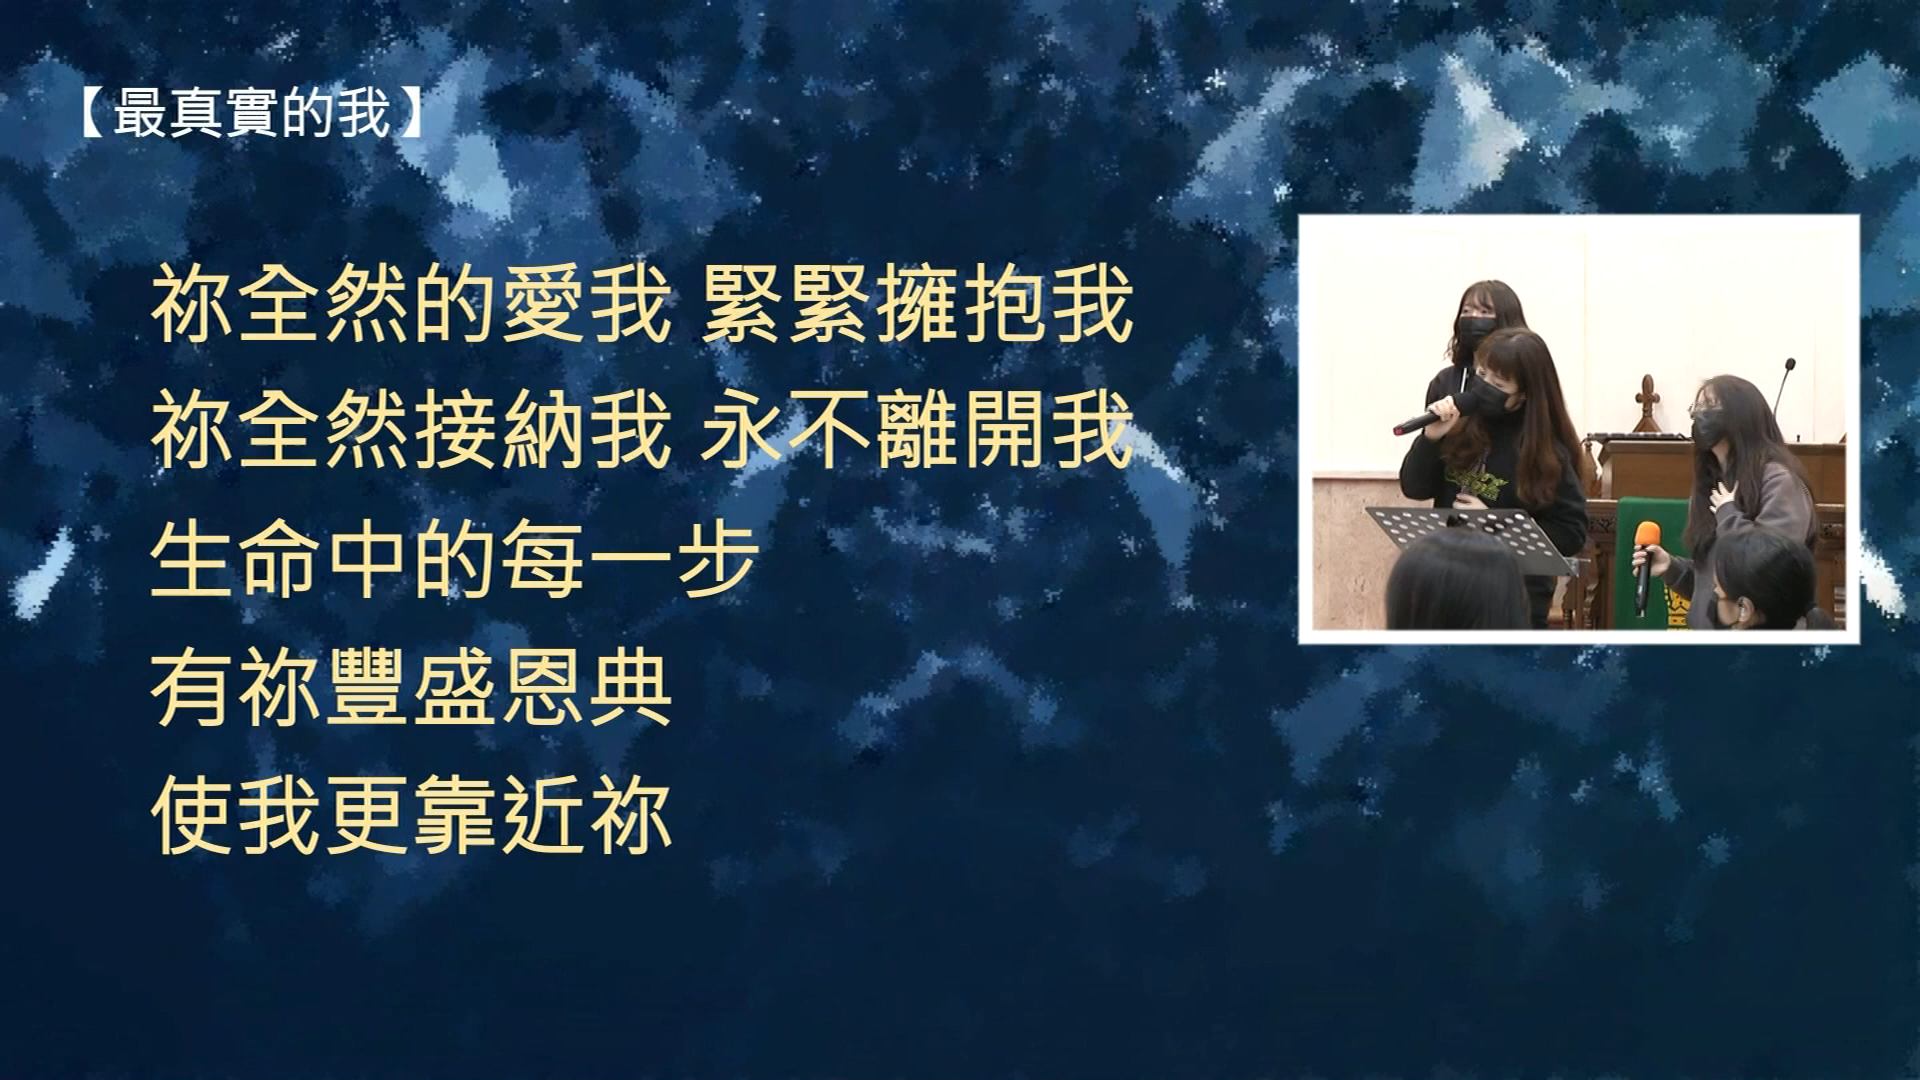 【最真實的我】
祢全然的愛我 緊緊擁抱我
祢全然接納我 永不離開我
生命中的每一步
有祢豐盛恩典
使我更靠近祢